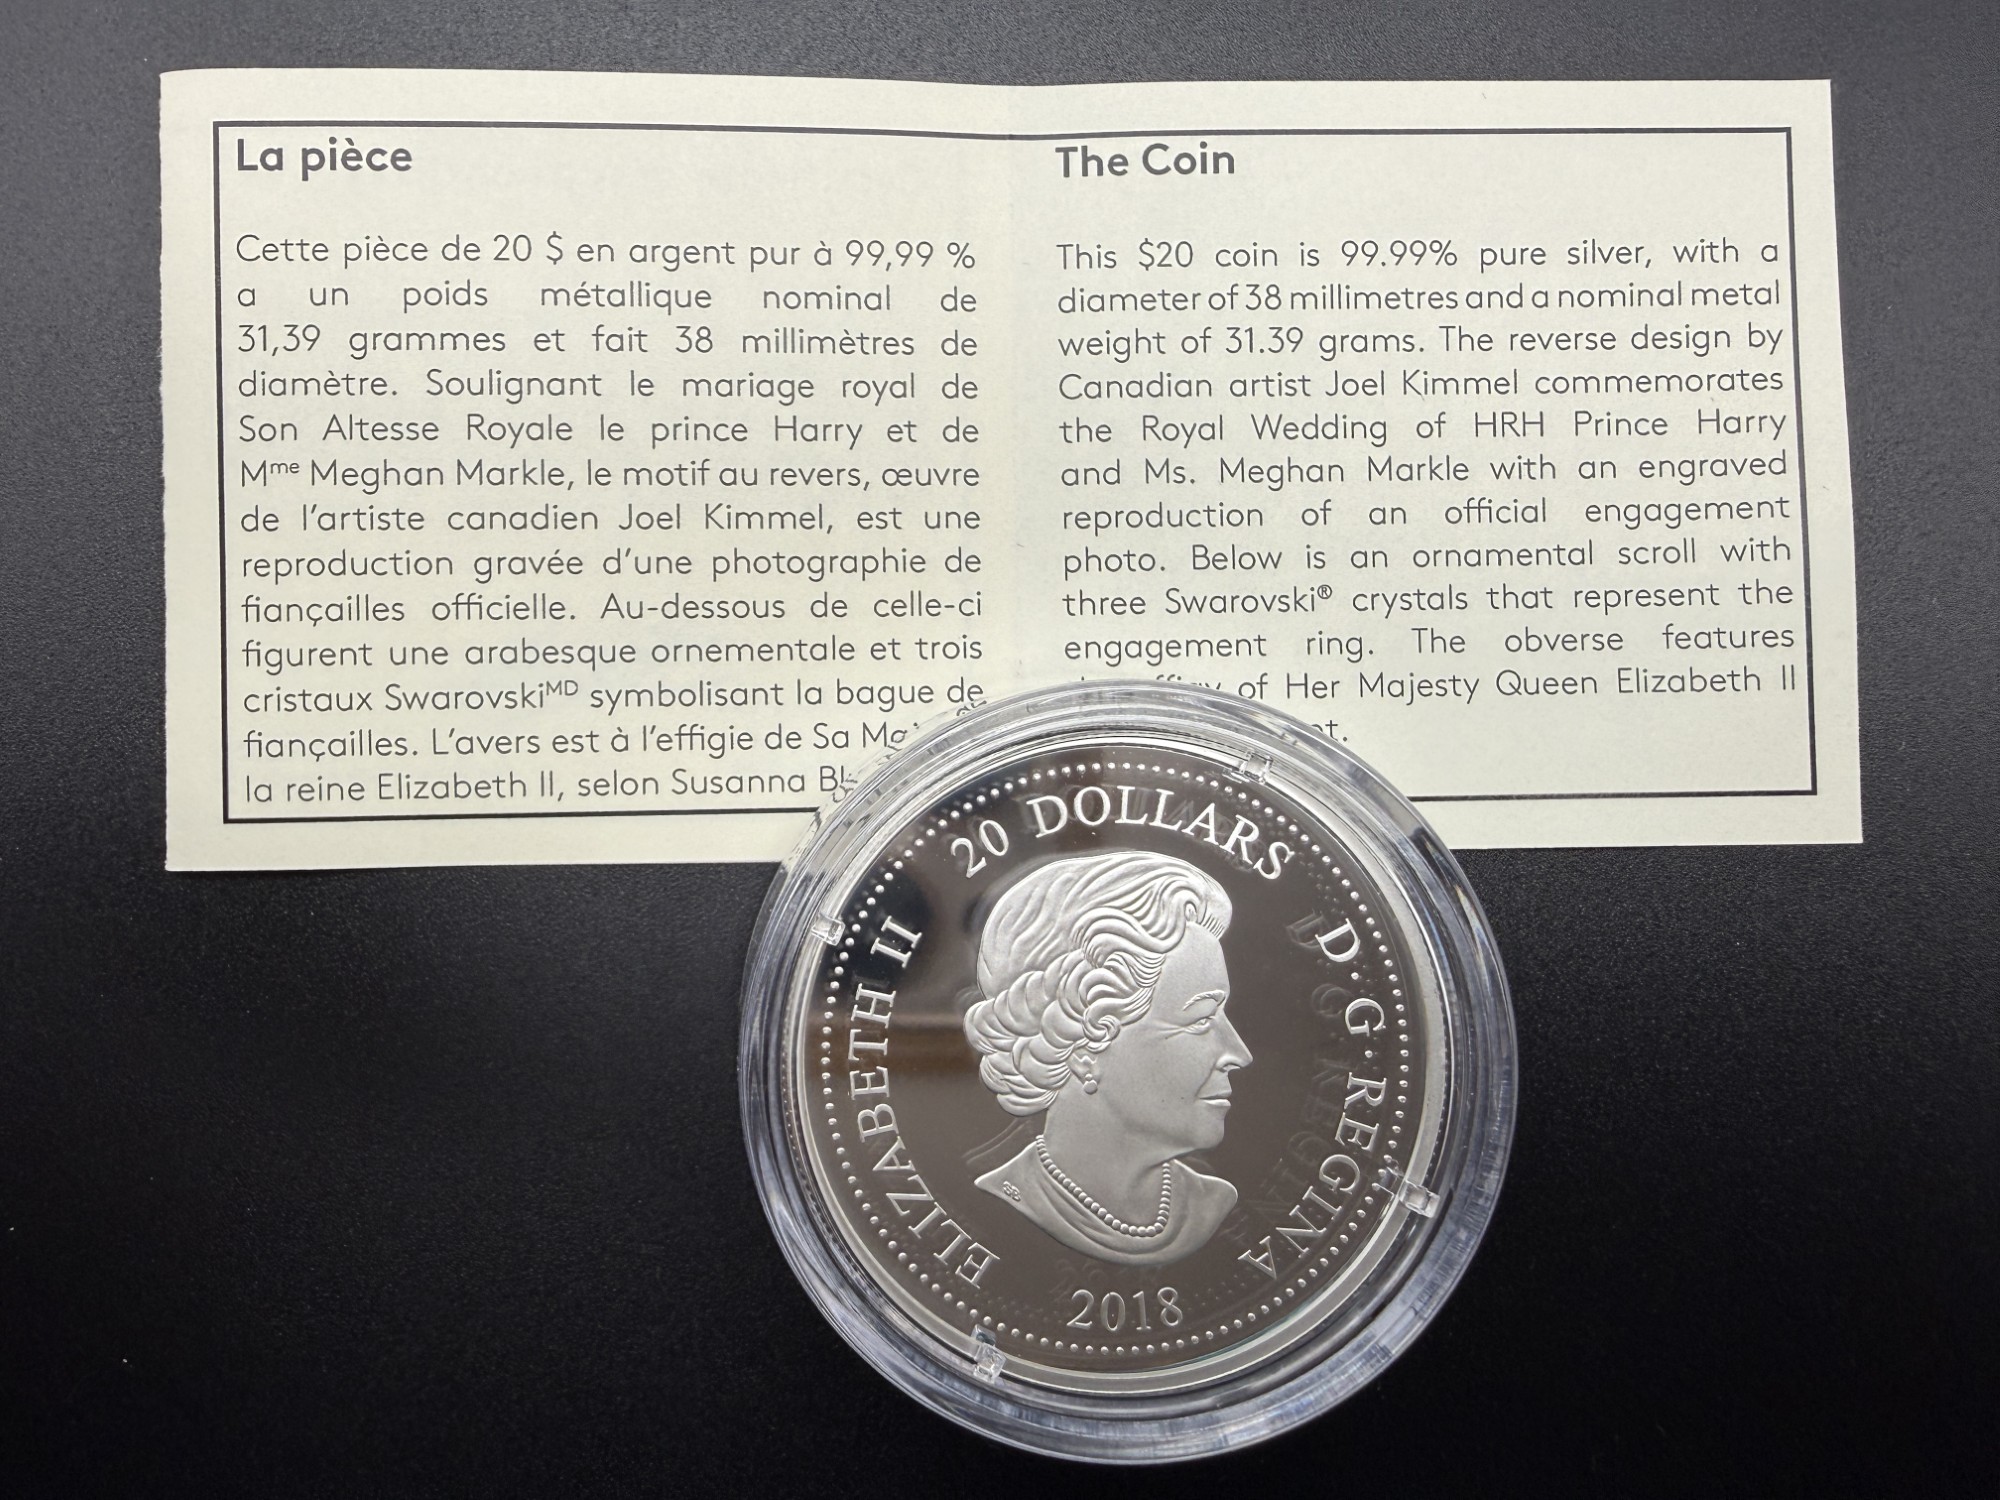 La pièce
Cette pièce de 20 $ en argent pur à 99,99 %
a un poids métallique nominal de
31,39 grammes et fait 38 millimètres de
diamètre. Soulignant le mariage royal de
Son Altesse Royale le prince Harry et de
Mme Meghan Markle, le motif au revers, œuvre
de l'artiste canadien Joel Kimmel, est une
reproduction gravée d'une photographie de
fiançailles officielle. Au-dessous de celle-ci
figurent une arabesque ornementale et trois
cristaux SwarovskiMD symbolisant la bague de
fiançailles. L'avers est à l'effigie de Sa
la reine Elizabeth II, selon Susanna
The Coin
This $20 coin is 99.99% pure silver, with a
diameter of 38 millimetres and a nominal metal
weight of 31.39 grams. The reverse design by
Canadian artist Joel Kimmel commemorates
the Royal Wedding of HRH Prince Harry
and Ms. Meghan Markle with an engraved
reproduction of an official engagement
photo. Below is an ornamental scroll with
three Swarovski® crystals that represent the
engagement ring. The obverse features
of Her Majesty Queen Elizabeth II
ELIZABETH II
20 DOLLARS
D·G·REGINA
2018
SB